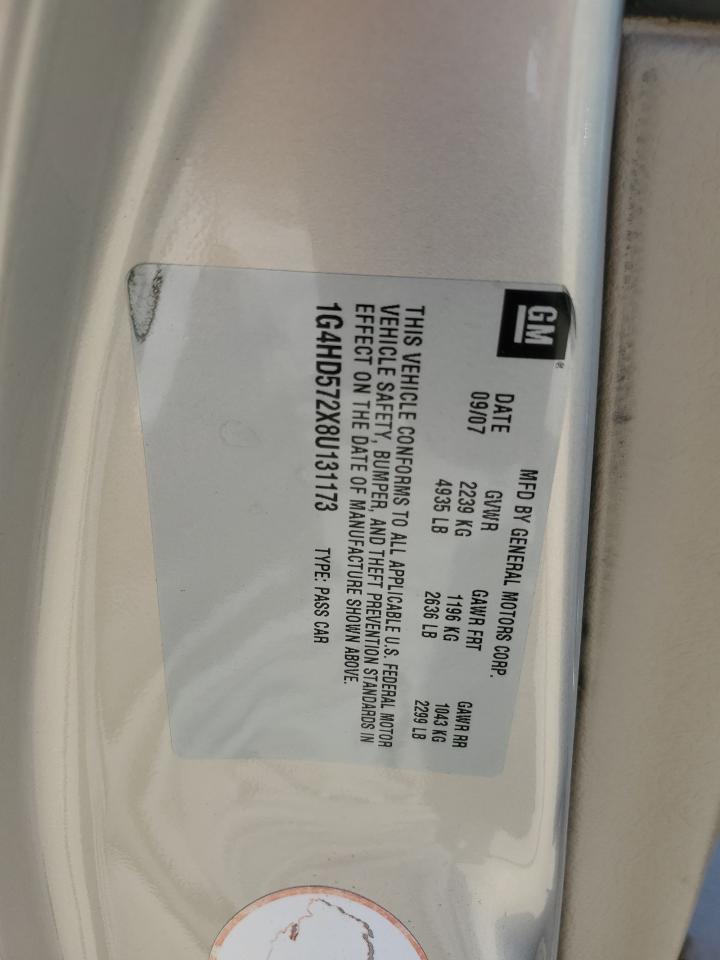 GM
MFD BY GENERAL MOTORS CORP.
DATE GVWR GAWR FRT GAWR RR
09/07 2239 KG 1196 KG 1043 KG
4935 LB 2636 LB 2299 LB
THIS VEHICLE CONFORMS TO ALL APPLICABLE U.S. FEDERAL MOTOR
VEHICLE SAFETY, BUMPER, AND THEFT PREVENTION STANDARDS IN
EFFECT ON THE DATE OF MANUFACTURE SHOWN ABOVE.
1G4HD572X8U131173 TYPE: PASS CAR